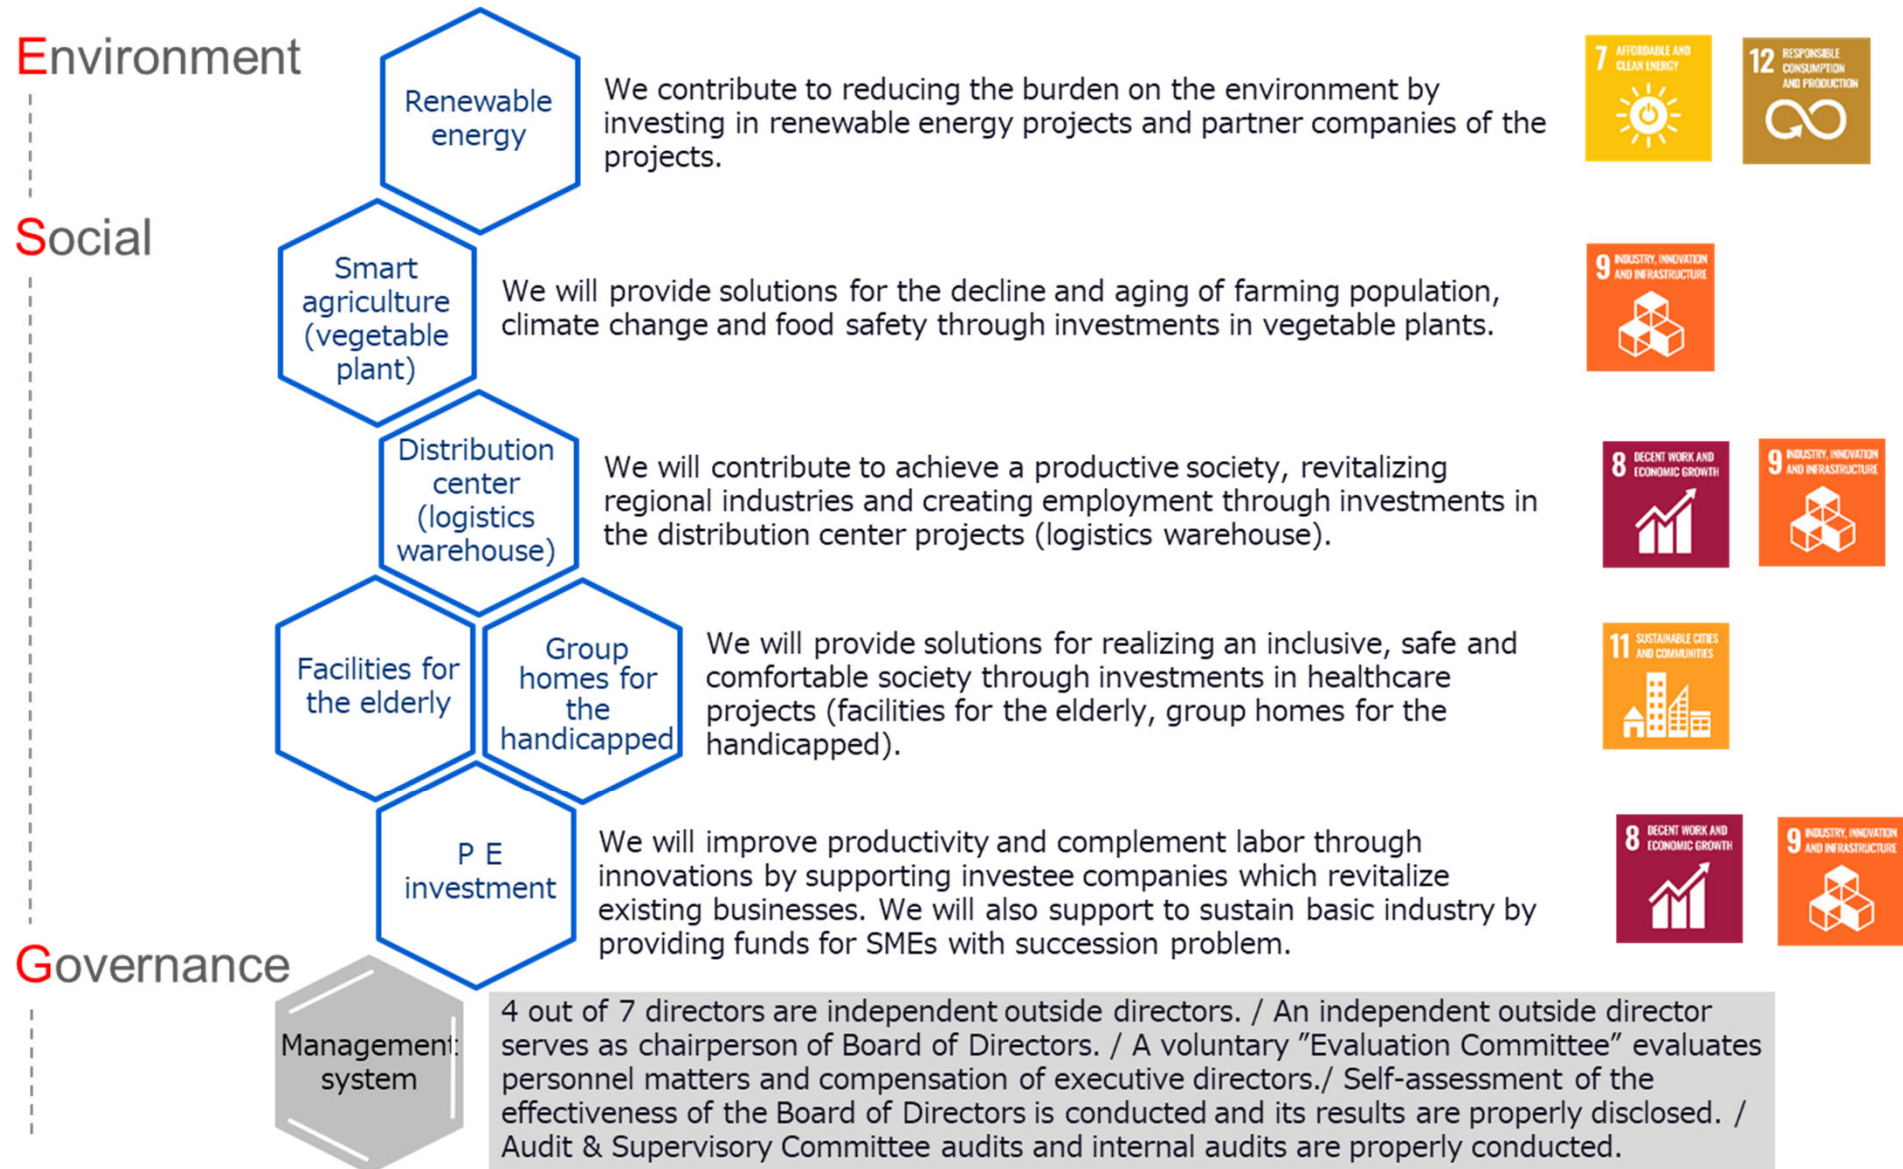 Environment
Renewable
energy
We contribute to reducing the burden on the environment by
investing in renewable energy projects and partner companies of the
projects.
7 AFFORDABLE AND
CLEAN ENERGY
12 RESPONSIBLE
CONSUMPTION
AND PRODUCTION
Social
Smart
agriculture
(vegetable
plant)
We will provide solutions for the decline and aging of farming population,
climate change and food safety through investments in vegetable plants.
9 INDUSTRY, INNOVATION
AND INFRASTRUCTURE
Distribution
center
(logistics
warehouse)
We will contribute to achieve a productive society, revitalizing
regional industries and creating employment through investments in
the distribution center projects (logistics warehouse).
8 DECENT WORK AND
ECONOMIC GROWTH
9 INDUSTRY, INNOVATION
AND INFRASTRUCTURE
Facilities for
the elderly
Group
homes for
the
handicapped
We will provide solutions for realizing an inclusive, safe and
comfortable society through investments in healthcare
projects (facilities for the elderly, group homes for the
handicapped).
11 SUSTAINABLE CITIES
AND COMMUNITIES
P E
investment
We will improve productivity and complement labor through
innovations by supporting investee companies which revitalize
existing businesses. We will also support to sustain basic industry by
providing funds for SMEs with succession problem.
8 DECENT WORK AND
ECONOMIC GROWTH
9 INDUSTRY, INNOVATION
AND INFRASTRUCTURE
Governance
Management
system
4 out of 7 directors are independent outside directors. / An independent outside director
serves as chairperson of Board of Directors. / A voluntary ”Evaluation Committee” evaluates
personnel matters and compensation of executive directors./ Self-assessment of the
effectiveness of the Board of Directors is conducted and its results are properly disclosed. /
Audit & Supervisory Committee audits and internal audits are properly conducted.